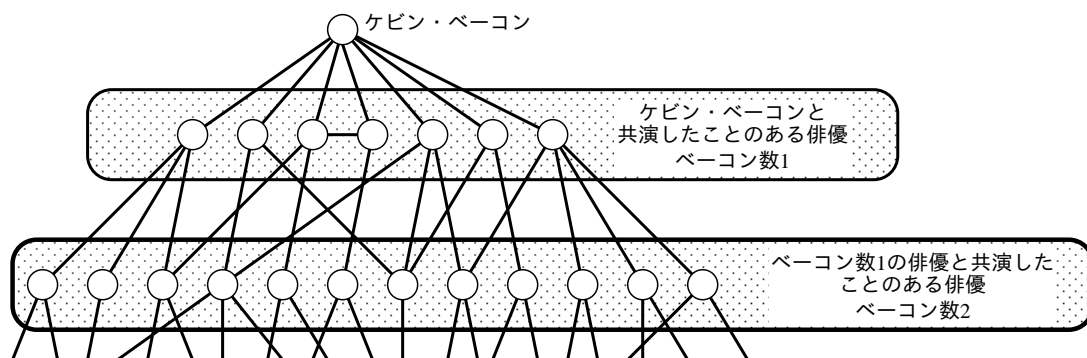 ケビン・ベーコン
ケビン・ベーコンと
共演したことのある俳優
ベーコン数1
ベーコン数1の俳優と共演した
ことのある俳優
ベーコン数2